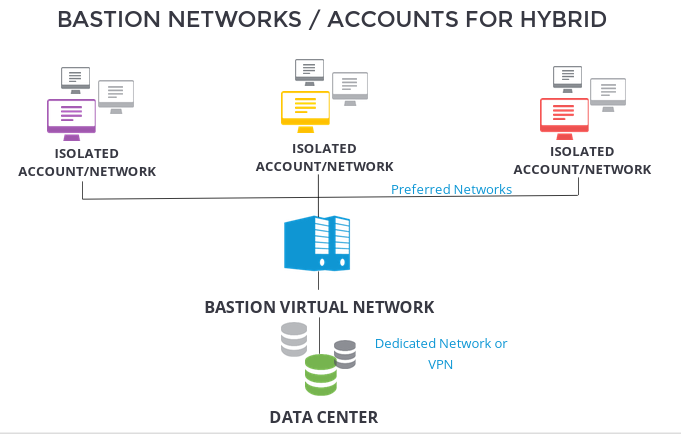 BASTION NETWORKS / ACCOUNTS FOR HYBRID
ISOLATED
ACCOUNT/NETWORK
ISOLATED
ACCOUNT/NETWORK
ISOLATED
ACCOUNT/NETWORK
Preferred Networks
BASTION VIRTUAL NETWORK
Dedicated Network or
VPN
DATA CENTER